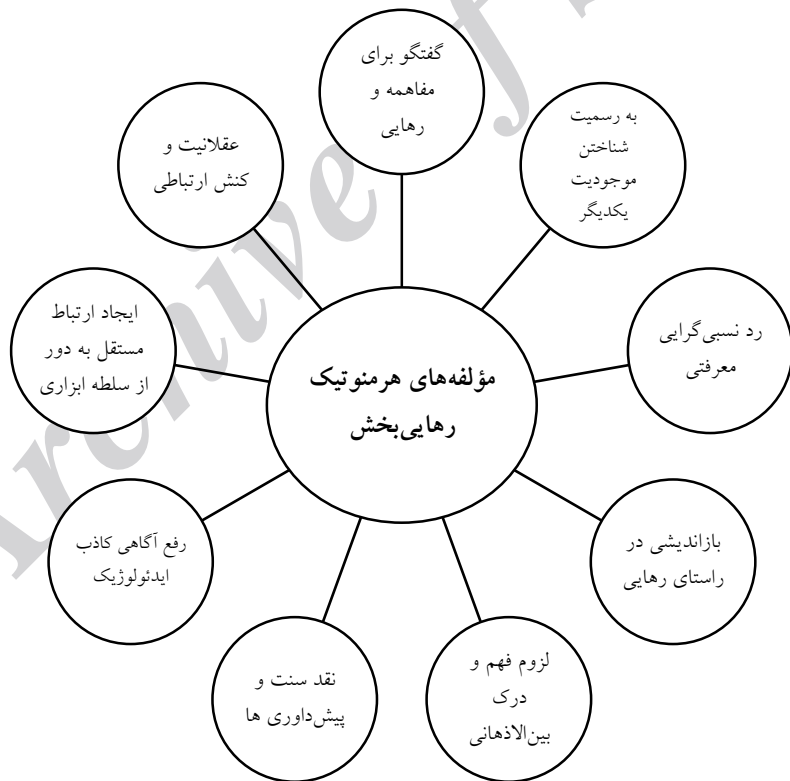 گفتگو برای
مفاهمه و
رهایی
به رسمیت
شناختن
موجودیت
یکدیگر
رد نسبی‌گرایی
معرفتی
بازاندیشی در
راستای رهایی
لزوم فهم و
درک
بین‌الاذهانی
نقد سنت و
پیش‌داوری ها
رفع آگاهی کاذب
ایدئولوژیک
ایجاد ارتباط
مستقل به دور
از سلطه ابزاری
عقلانیت و
کنش ارتباطی
مؤلفه‌های هرمنوتیک
رهایی‌بخش
Archive of